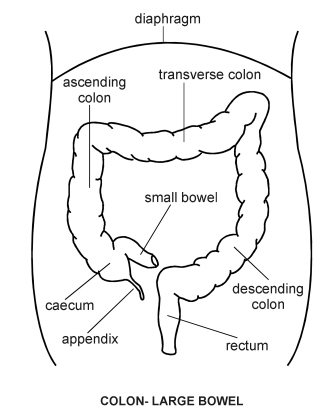 diaphragm
ascending
colon
transverse colon
small bowel
caecum
appendix
descending
colon
rectum
COLON- LARGE BOWEL